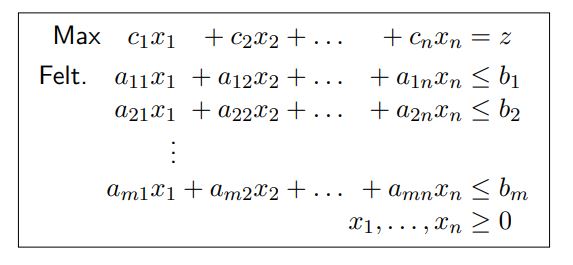 Max c₁x₁ + c₂x₂ + … + cₙxₙ = z
Felt. a₁₁x₁ + a₁₂x₂ + … + a₁ₙxₙ ≤ b₁
a₂₁x₁ + a₂₂x₂ + … + a₂ₙxₙ ≤ b₂
⋮
aₘ₁x₁ + aₘ₂x₂ + … + aₘₙxₙ ≤ bₘ
x₁, …, xₙ ≥ 0